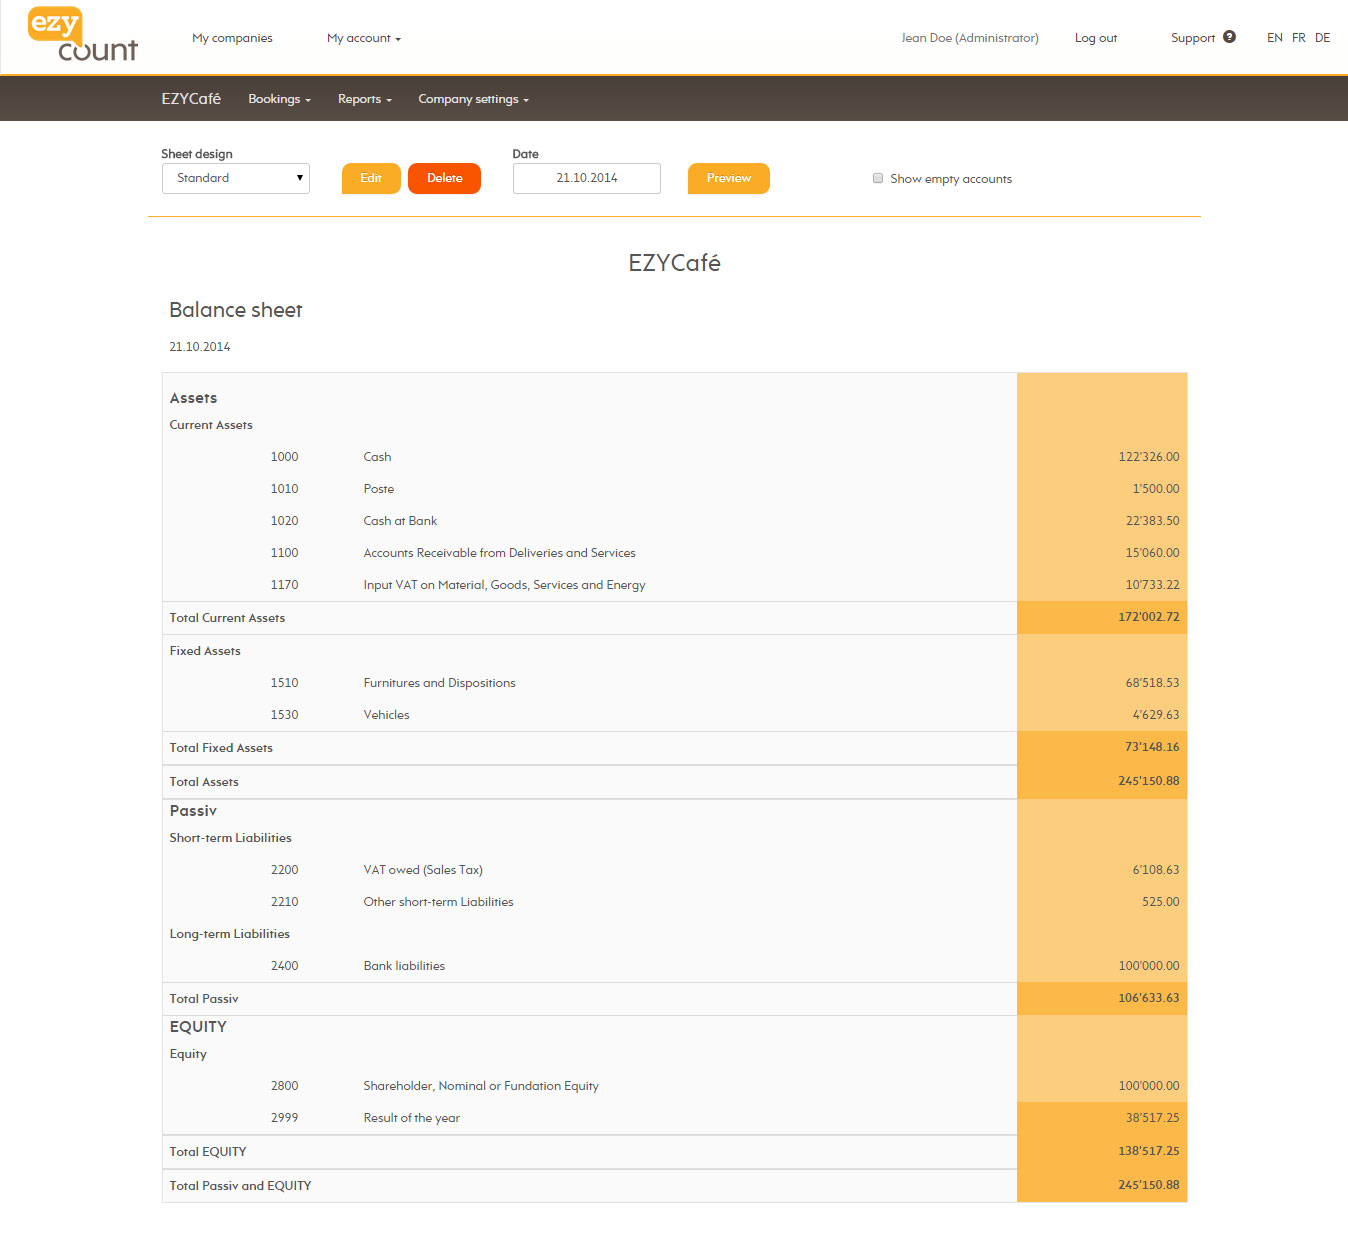 ezy
count
My companies My account Jean Doe (Administrator) Log out Support ? EN FR DE
EZYCafé Bookings Reports Company settings
Sheet design Date
Standard Edit Delete 21.10.2014 Preview Show empty accounts
EZYCafé
Balance sheet
21.10.2014
Assets
Current Assets
1000 Cash 122'326.00
1010 Poste 1'500.00
1020 Cash at Bank 22'383.50
1100 Accounts Receivable from Deliveries and Services 15'060.00
1170 Input VAT on Material, Goods, Services and Energy 10'733.22
Total Current Assets 172'002.72
Fixed Assets
1510 Furnitures and Dispositions 68'518.53
1530 Vehicles 4'629.63
Total Fixed Assets 73'148.16
Total Assets 245'150.88
Passiv
Short-term Liabilities
2200 VAT owed (Sales Tax) 6'108.63
2210 Other short-term Liabilities 525.00
Long-term Liabilities
2400 Bank liabilities 100'000.00
Total Passiv 106'633.63
EQUITY
Equity
2800 Shareholder, Nominal or Fundation Equity 100'000.00
2999 Result of the year 38'517.25
Total EQUITY 138'517.25
Total Passiv and EQUITY 245'150.88